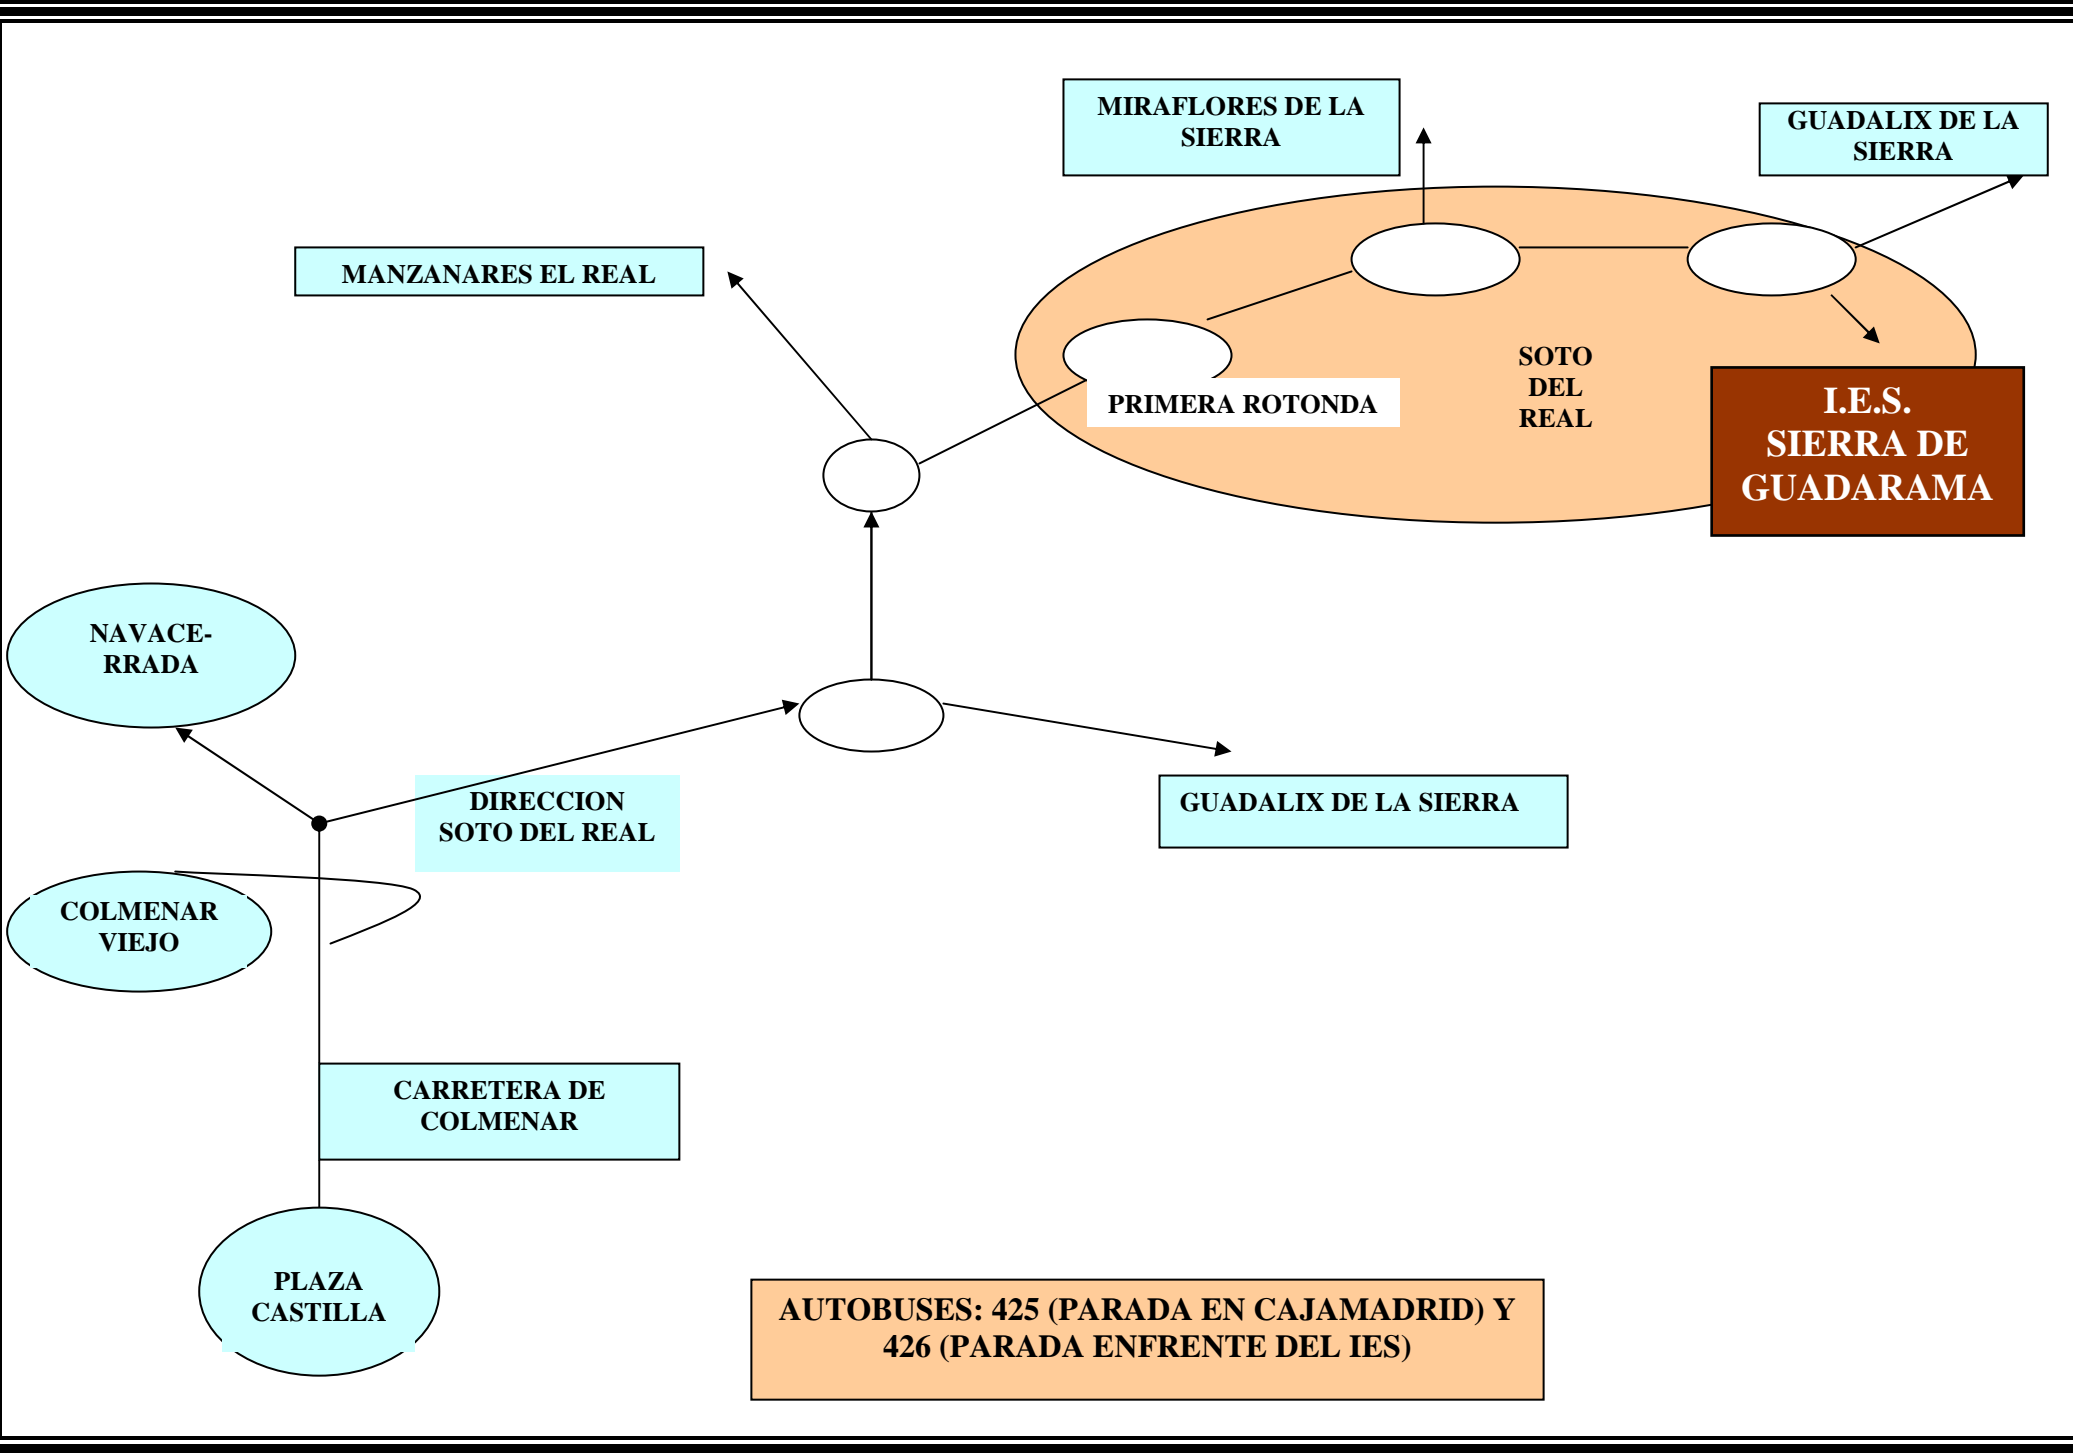 MIRAFLORES DE LA
SIERRA
GUADALIX DE LA
SIERRA
MANZANARES EL REAL
SOTO
DEL
REAL
PRIMERA ROTONDA
I.E.S.
SIERRA DE
GUADARAMA
NAVACE-
RRADA
DIRECCION
SOTO DEL REAL
GUADALIX DE LA SIERRA
COLMENAR
VIEJO
CARRETERA DE
COLMENAR
PLAZA
CASTILLA
AUTOBUSES: 425 (PARADA EN CAJAMADRID) Y
426 (PARADA ENFRENTE DEL IES)